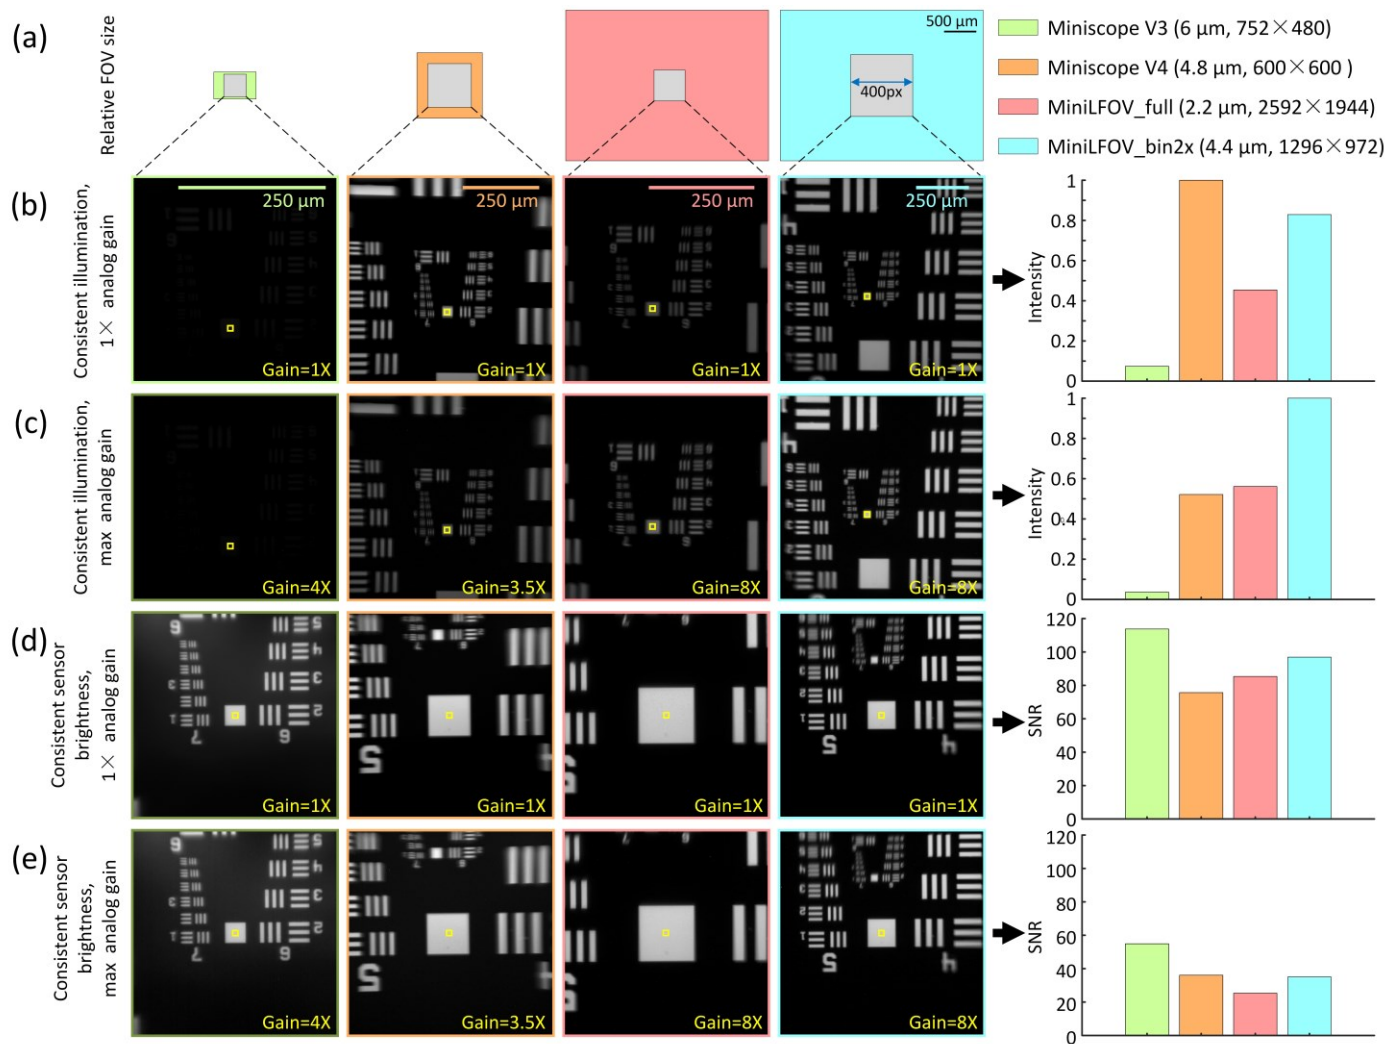 (a)
Relative FOV size
500 µm
400px
Miniscope V3 (6 µm, 752×480)
Miniscope V4 (4.8 µm, 600×600 )
MiniLFOV_full (2.2 µm, 2592×1944)
MiniLFOV_bin2x (4.4 µm, 1296×972)
(b)
Consistent illumination,
1× analog gain
250 µm
250 µm
250 µm
250 µm
Gain=1X
Gain=1X
Gain=1X
Gain=1X
Intensity
1
0.8
0.6
0.4
0.2
0
(c)
Consistent illumination,
max analog gain
Gain=4X
Gain=3.5X
Gain=8X
Gain=8X
Intensity
1
0.8
0.6
0.4
0.2
0
(d)
Consistent sensor
brightness,
1× analog gain
Gain=1X
Gain=1X
Gain=1X
Gain=1X
SNR
120
100
80
60
40
20
0
(e)
Consistent sensor
brightness,
max analog gain
Gain=4X
Gain=3.5X
Gain=8X
Gain=8X
SNR
120
100
80
60
40
20
0